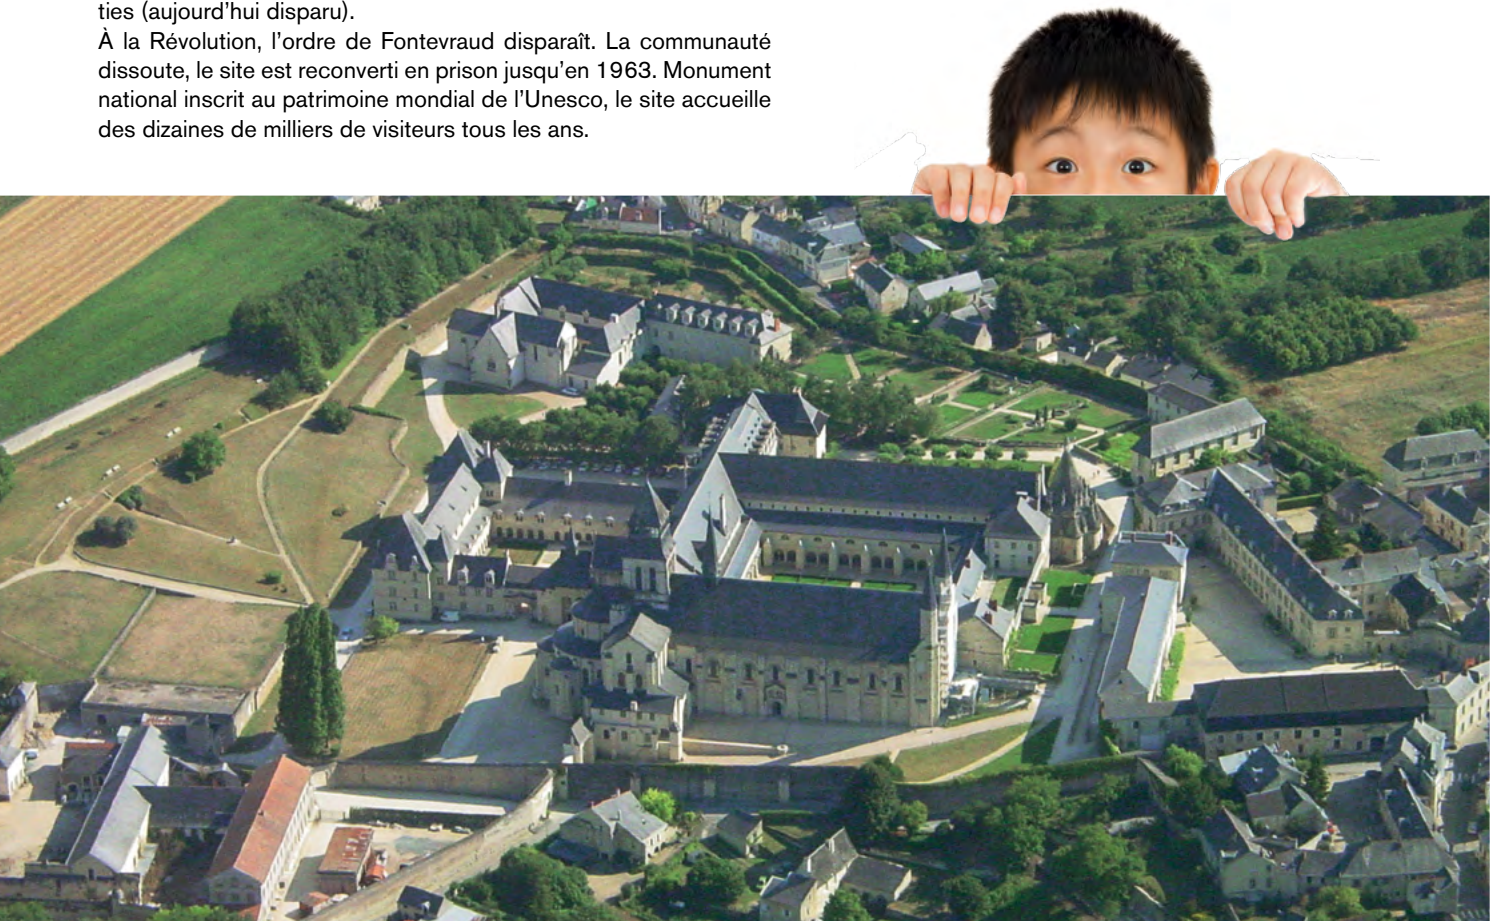 ties (aujourd’hui disparu).
À la Révolution, l’ordre de Fontevraud disparaît. La communauté
dissoute, le site est reconverti en prison jusqu’en 1963. Monument
national inscrit au patrimoine mondial de l’Unesco, le site accueille
des dizaines de milliers de visiteurs tous les ans.